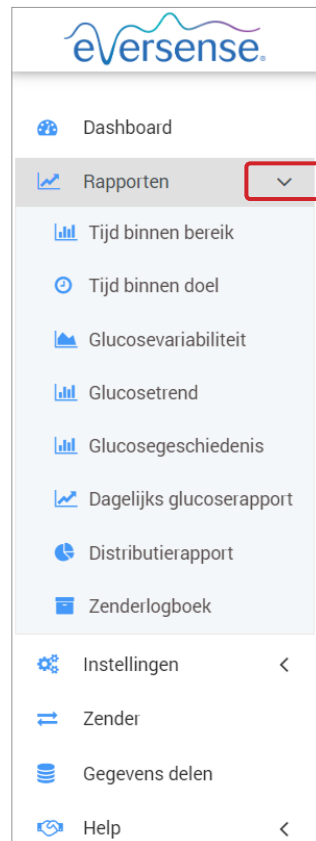 eversense.
Dashboard
Rapporten
Tijd binnen bereik
Tijd binnen doel
Glucosevariabiliteit
Glucosetrend
Glucosegeschiedenis
Dagelijks glucoserapport
Distributierapport
Zenderlogboek
Instellingen
Zender
Gegevens delen
Help